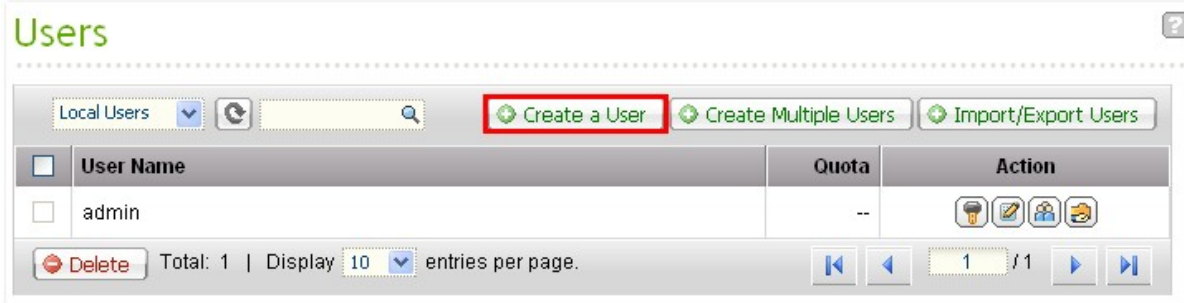 Users
?
Local Users Create a User Create Multiple Users Import/Export Users
User Name Quota Action
admin --
Delete Total: 1 | Display 10 entries per page. 1 /1